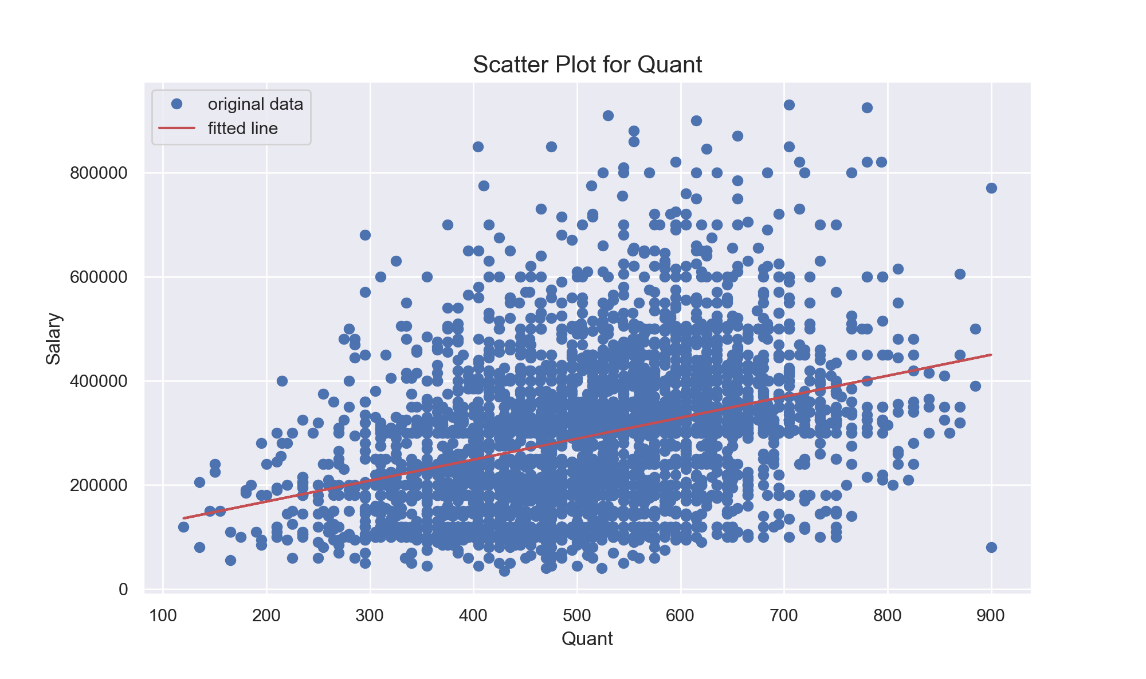 Scatter Plot for Quant
original data
fitted line
800000
600000
400000
200000
0
Salary
100 200 300 400 500 600 700 800 900
Quant